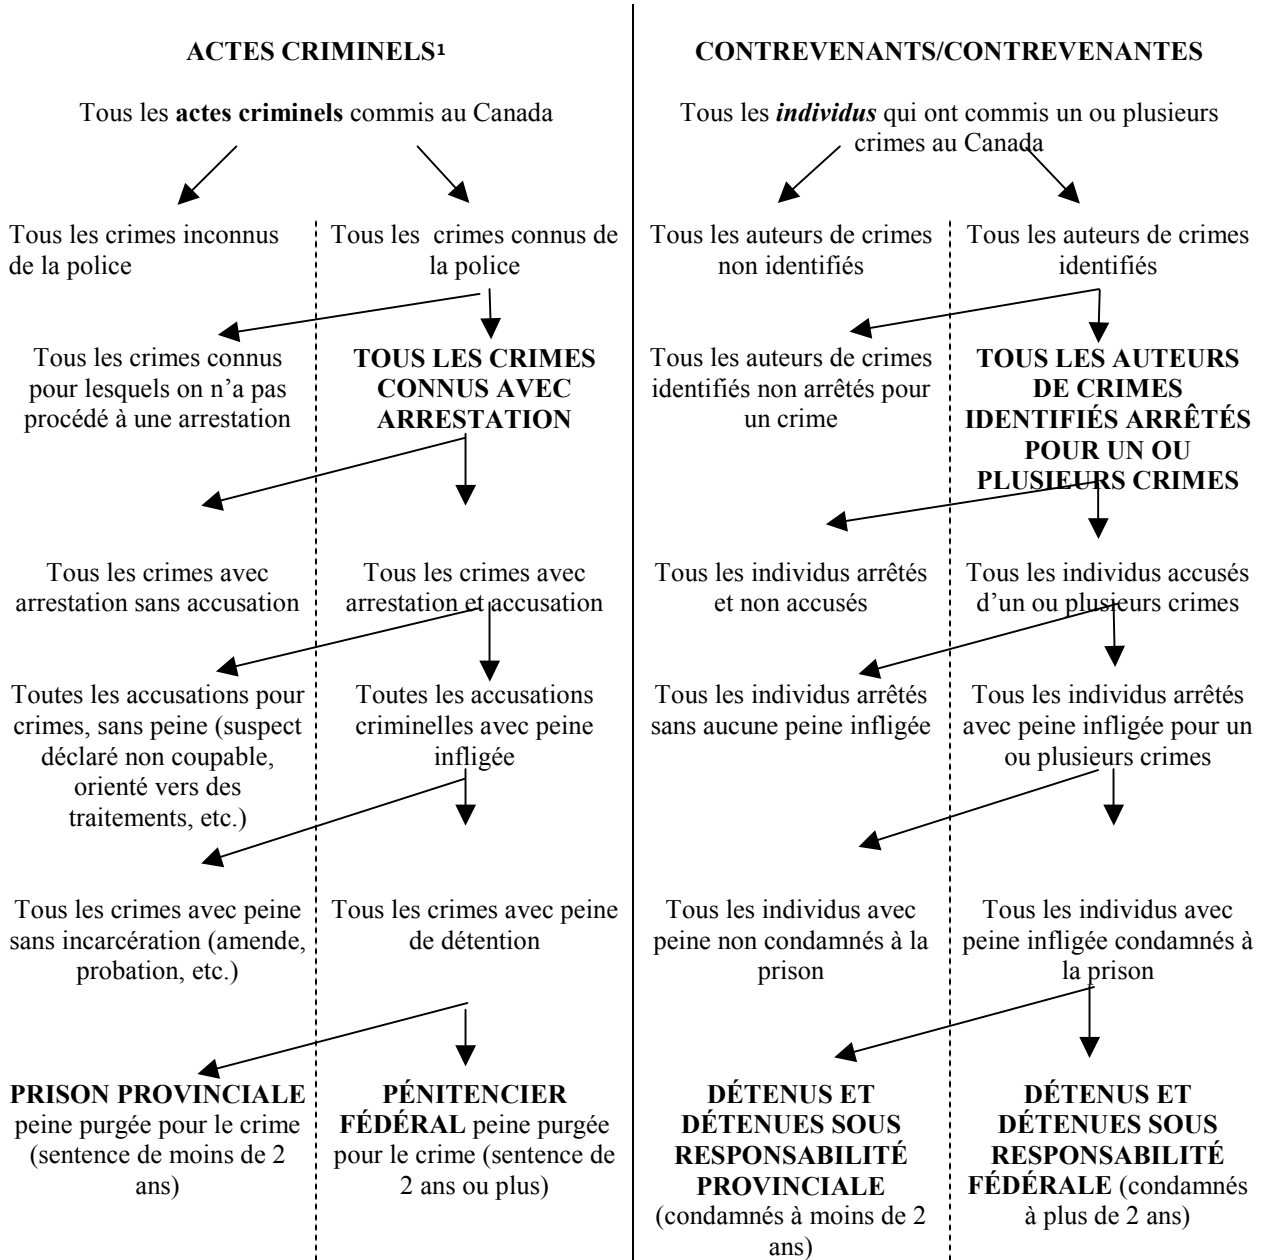 ACTES CRIMINELS¹
Tous les actes criminels commis au Canada
Tous les crimes inconnus
de la police
Tous les crimes connus de
la police
Tous les crimes connus
pour lesquels on n'a pas
procédé à une arrestation
TOUS LES CRIMES
CONNUS AVEC
ARRESTATION
Tous les crimes avec
arrestation sans accusation
Tous les crimes avec
arrestation et accusation
Toutes les accusations pour
crimes, sans peine (suspect
déclaré non coupable,
orienté vers des
traitements, etc.)
Toutes les accusations
criminelles avec peine
infligée
Tous les crimes avec peine
sans incarcération (amende,
probation, etc.)
Tous les crimes avec peine
de détention
PRISON PROVINCIALE
peine purgée pour le crime
(sentence de moins de 2
ans)
PÉNITENCIER
FÉDÉRAL peine purgée
pour le crime (sentence de
2 ans ou plus)
CONTREVENANTS/CONTREVENANTES
Tous les individus qui ont commis un ou plusieurs
crimes au Canada
Tous les auteurs de crimes
non identifiés
Tous les auteurs de crimes
identifiés
Tous les auteurs de crimes
identifiés non arrêtés pour
un crime
TOUS LES AUTEURS
DE CRIMES
IDENTIFIÉS ARRÊTÉS
POUR UN OU
PLUSIEURS CRIMES
Tous les individus arrêtés
et non accusés
Tous les individus accusés
d'un ou plusieurs crimes
Tous les individus arrêtés
sans aucune peine infligée
Tous les individus arrêtés
avec peine infligée pour un
ou plusieurs crimes
Tous les individus avec
peine non condamnés à la
prison
Tous les individus avec
peine infligée condamnés à
la prison
DÉTENUS ET
DÉTENUES SOUS
RESPONSABILITÉ
PROVINCIALE
(condamnés à moins de 2
ans)
DÉTENUS ET
DÉTENUES SOUS
RESPONSABILITÉ
FÉDÉRALE (condamnés
à plus de 2 ans)